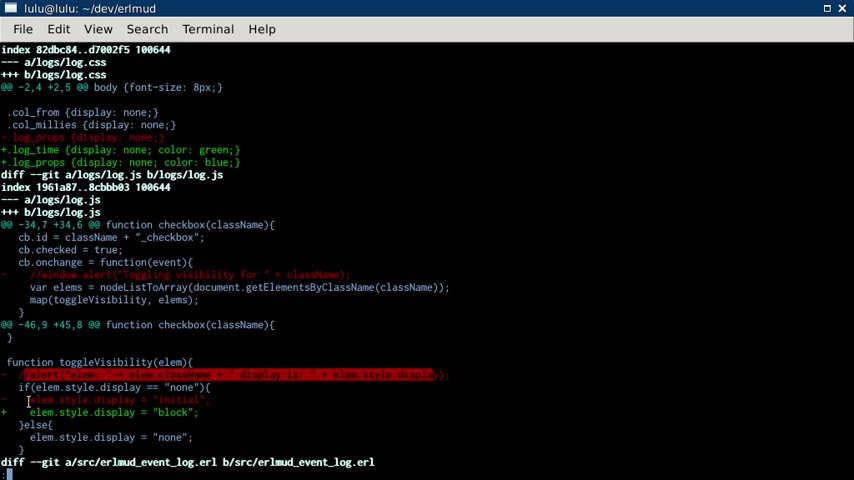 lulu@lulu: ~/dev/erlmud
File Edit View Search Terminal Help
index 82dbc84..d7002f5 100644
--- a/logs/log.css
+++ b/logs/log.css
@@ -2,4 +2,5 @@ body {font-size: 8px;}
 .col_from {display: none;}
 .col_millies {display: none;}
-.log_props {display: none;}
+.log_time {display: none; color: green;}
+.log_props {display: none; color: blue;}
diff --git a/logs/log.js b/logs/log.js
index 1961a87..8cbbb03 100644
--- a/logs/log.js
+++ b/logs/log.js
@@ -34,7 +34,6 @@ function checkbox(className){
   cb.id = className + "_checkbox";
   cb.checked = true;
   cb.onchange = function(event){
-    //window.alert("Toggling visibility for " + className);
     var elems = nodeListToArray(document.getElementsByClassName(className));
     map(toggleVisibility, elems);
   }
@@ -46,9 +45,8 @@ function checkbox(className){
 }
 function toggleVisibility(elem){
-  //alert("elem: " + elem.className + " display is: " + elem.style.display);
   if(elem.style.display == "none"){
-    elem.style.display = "initial";
+    elem.style.display = "block";
   }else{
     elem.style.display = "none";
   }
diff --git a/src/erlmud_event_log.erl b/src/erlmud_event_log.erl
: